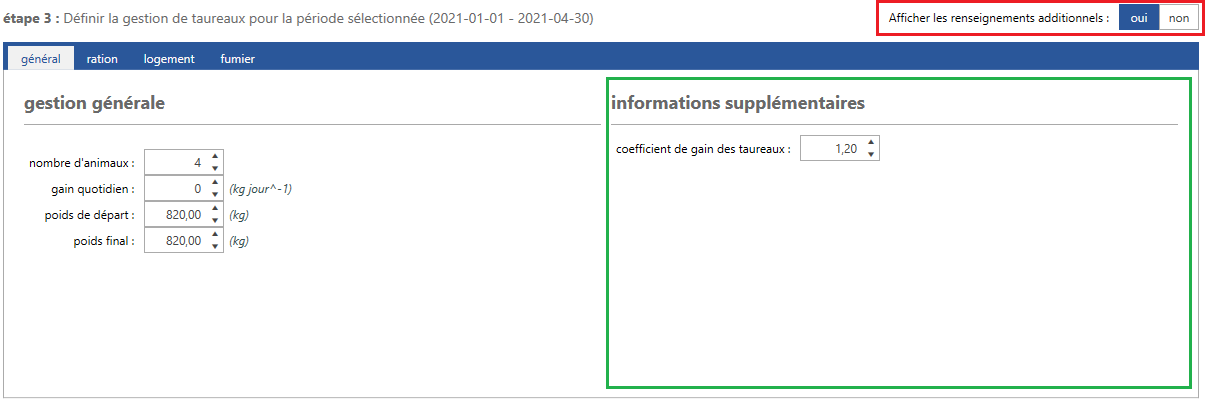 étape 3 : Définir la gestion de taureaux pour la période sélectionnée (2021-01-01 - 2021-04-30)
Afficher les renseignements additionnels : oui non
général ration logement fumier
gestion générale
nombre d'animaux : 4
gain quotidien : 0 (kg jour^-1)
poids de départ : 820,00 (kg)
poids final : 820,00 (kg)
informations supplémentaires
coefficient de gain des taureaux : 1,20